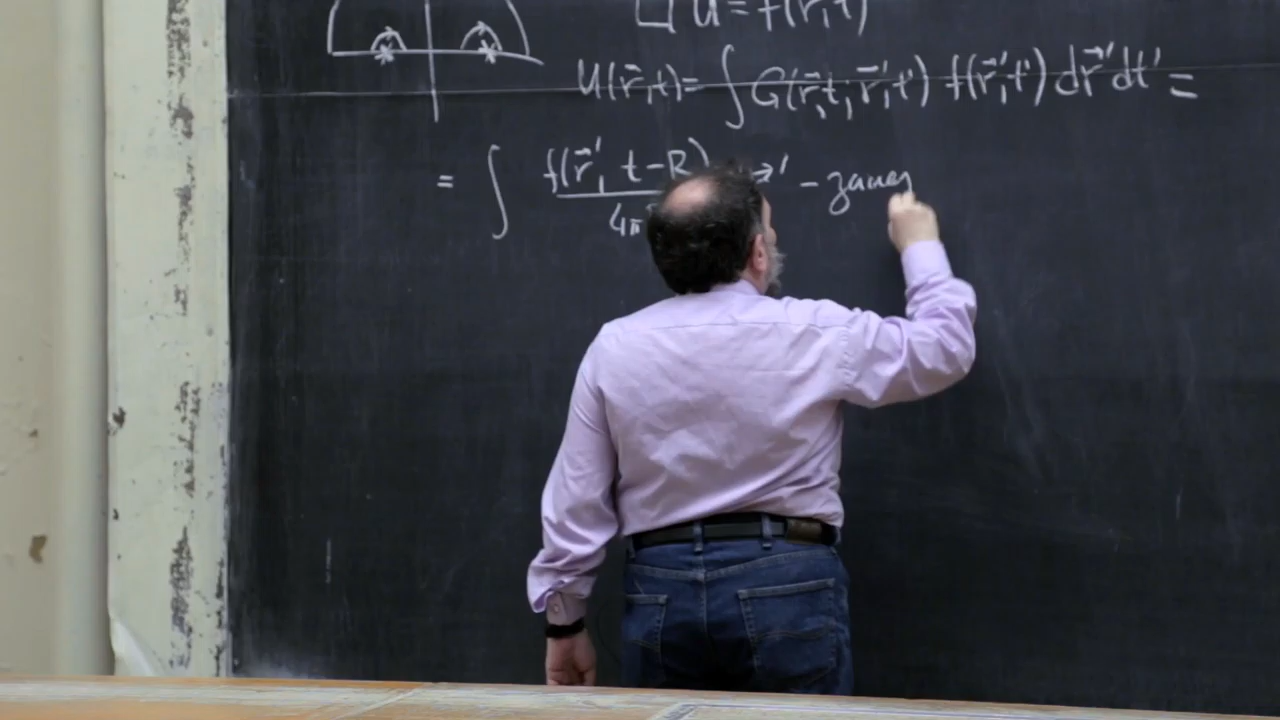 □ u = f(r⃗, t)
u(r⃗, t) = ∫ G(r⃗, t, r⃗′, t′) f(r⃗′, t′) dr⃗′ dt′ =
= ∫ f(r⃗′, t − R) / 4π →′ – запаз